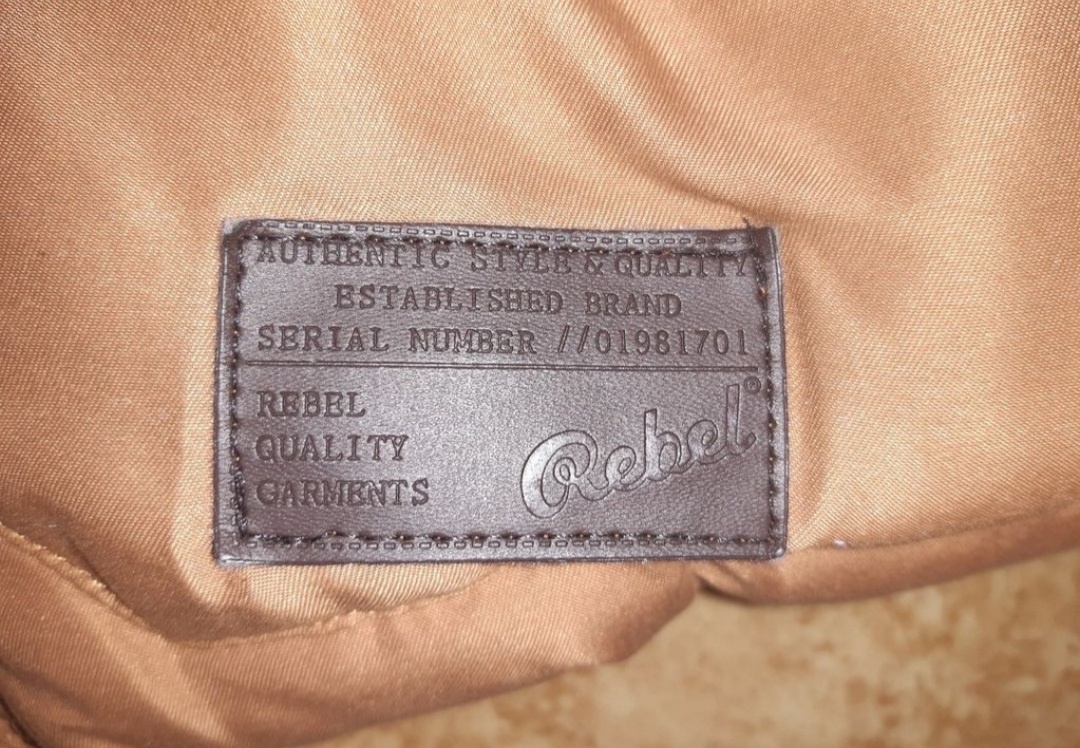 AUTHENTIC STYLE & QUALITY
ESTABLISHED BRAND
SERIAL NUMBER //01981701
REBEL
QUALITY
GARMENTS
Rebel®